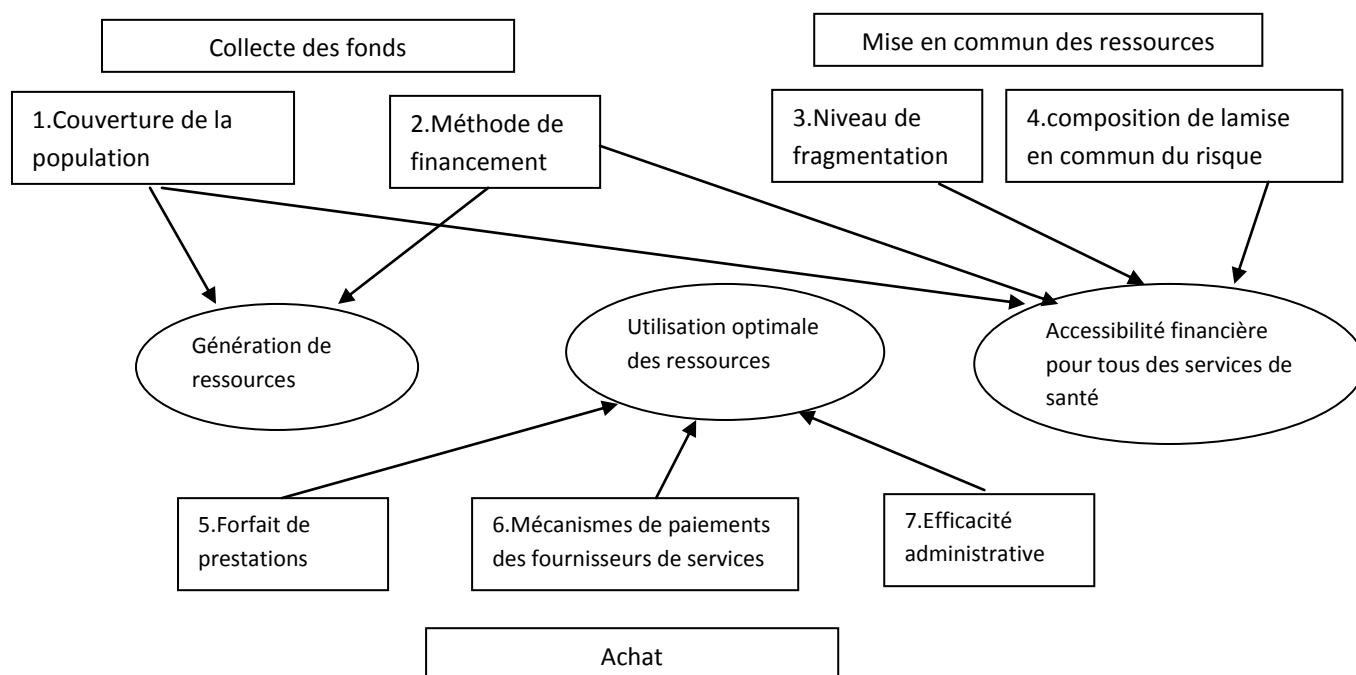 Collecte des fonds
Mise en commun des ressources
1.Couverture de la
population
2.Méthode de
financement
3.Niveau de
fragmentation
4.composition de lamise
en commun du risque
Génération de
ressources
Utilisation optimale
des ressources
Accessibilité financière
pour tous des services de
santé
5.Forfait de
prestations
6.Mécanismes de paiements
des fournisseurs de services
7.Efficacité
administrative
Achat